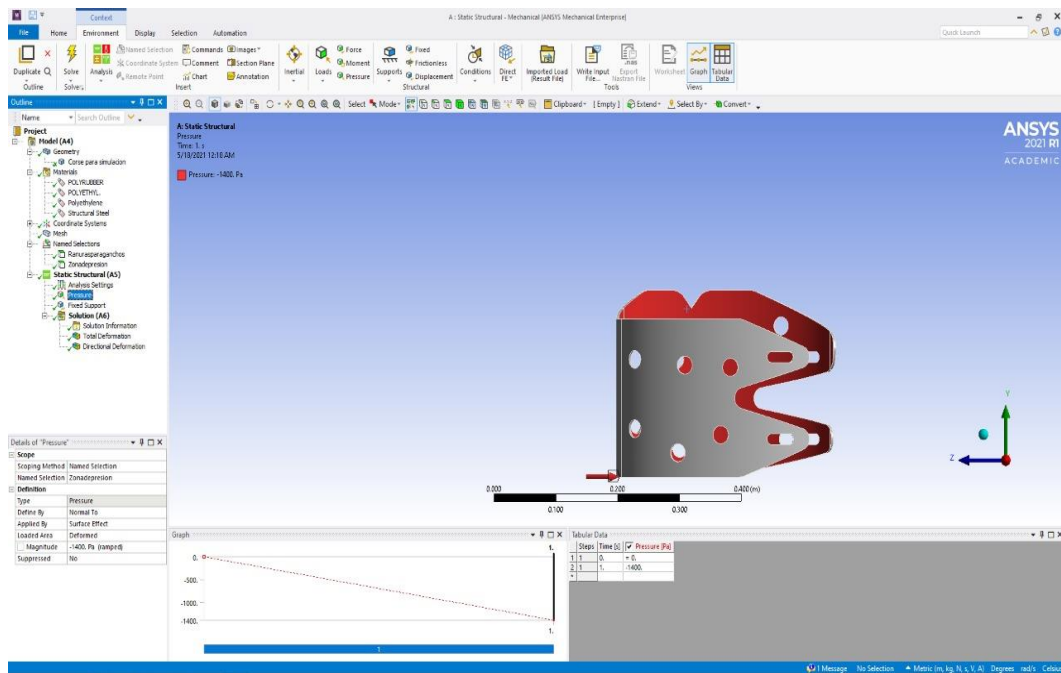 Context
A : Static Structural - Mechanical [ANSYS Mechanical Enterprise]
File Home Environment Display Selection Automation
Quick Launch
Duplicate Q
Outline
Solve
Solver
Analysis
Named Selection
Coordinate System
Remote Point
Commands
Comment
Chart
Images
Section Plane
Annotation
Insert
Inertial
Loads
Force
Moment
Pressure
Supports
Fixed
Frictionless
Displacement
Structural
Conditions
Direct FE
Imported Load (Result File)
Write Input File...
Export Nastran File
Tools
Worksheet
Graph
Tabular Data
Views
Outline
Name Search Outline
Select Mode Clipboard [ Empty ] Extend Select By Convert
Project
Model (A4)
Geometry
Corse para simulacion
Materials
POLYRUBBER
POLYETHYL.
Polyethylene
Structural Steel
Coordinate Systems
Mesh
Named Selections
Ranurasparaganchos
Zonadepresion
Static Structural (A5)
Analysis Settings
Pressure
Fixed Support
Solution (A6)
Solution Information
Total Deformation
Directional Deformation
A: Static Structural
Pressure
Time: 1. s
5/18/2021 12:18 AM
Pressure: -1400. Pa
ANSYS
2021 R1
ACADEMIC
Y
Z
0.000 0.200 0.400 (m)
0.100 0.300
Details of "Pressure"
Scope
Scoping Method Named Selection
Named Selection Zonadepresion
Definition
Type Pressure
Define By Normal To
Applied By Surface Effect
Loaded Area Deformed
Magnitude -1400. Pa (ramped)
Suppressed No
Graph
1.
0.
-500.
-1000.
-1400.
1.
1
Tabular Data
Steps Time [s] Pressure [Pa]
1 1 0. = 0.
2 1 1. -1400.
*
1 Message No Selection Metric (m, kg, N, s, V, A) Degrees rad/s Celsius